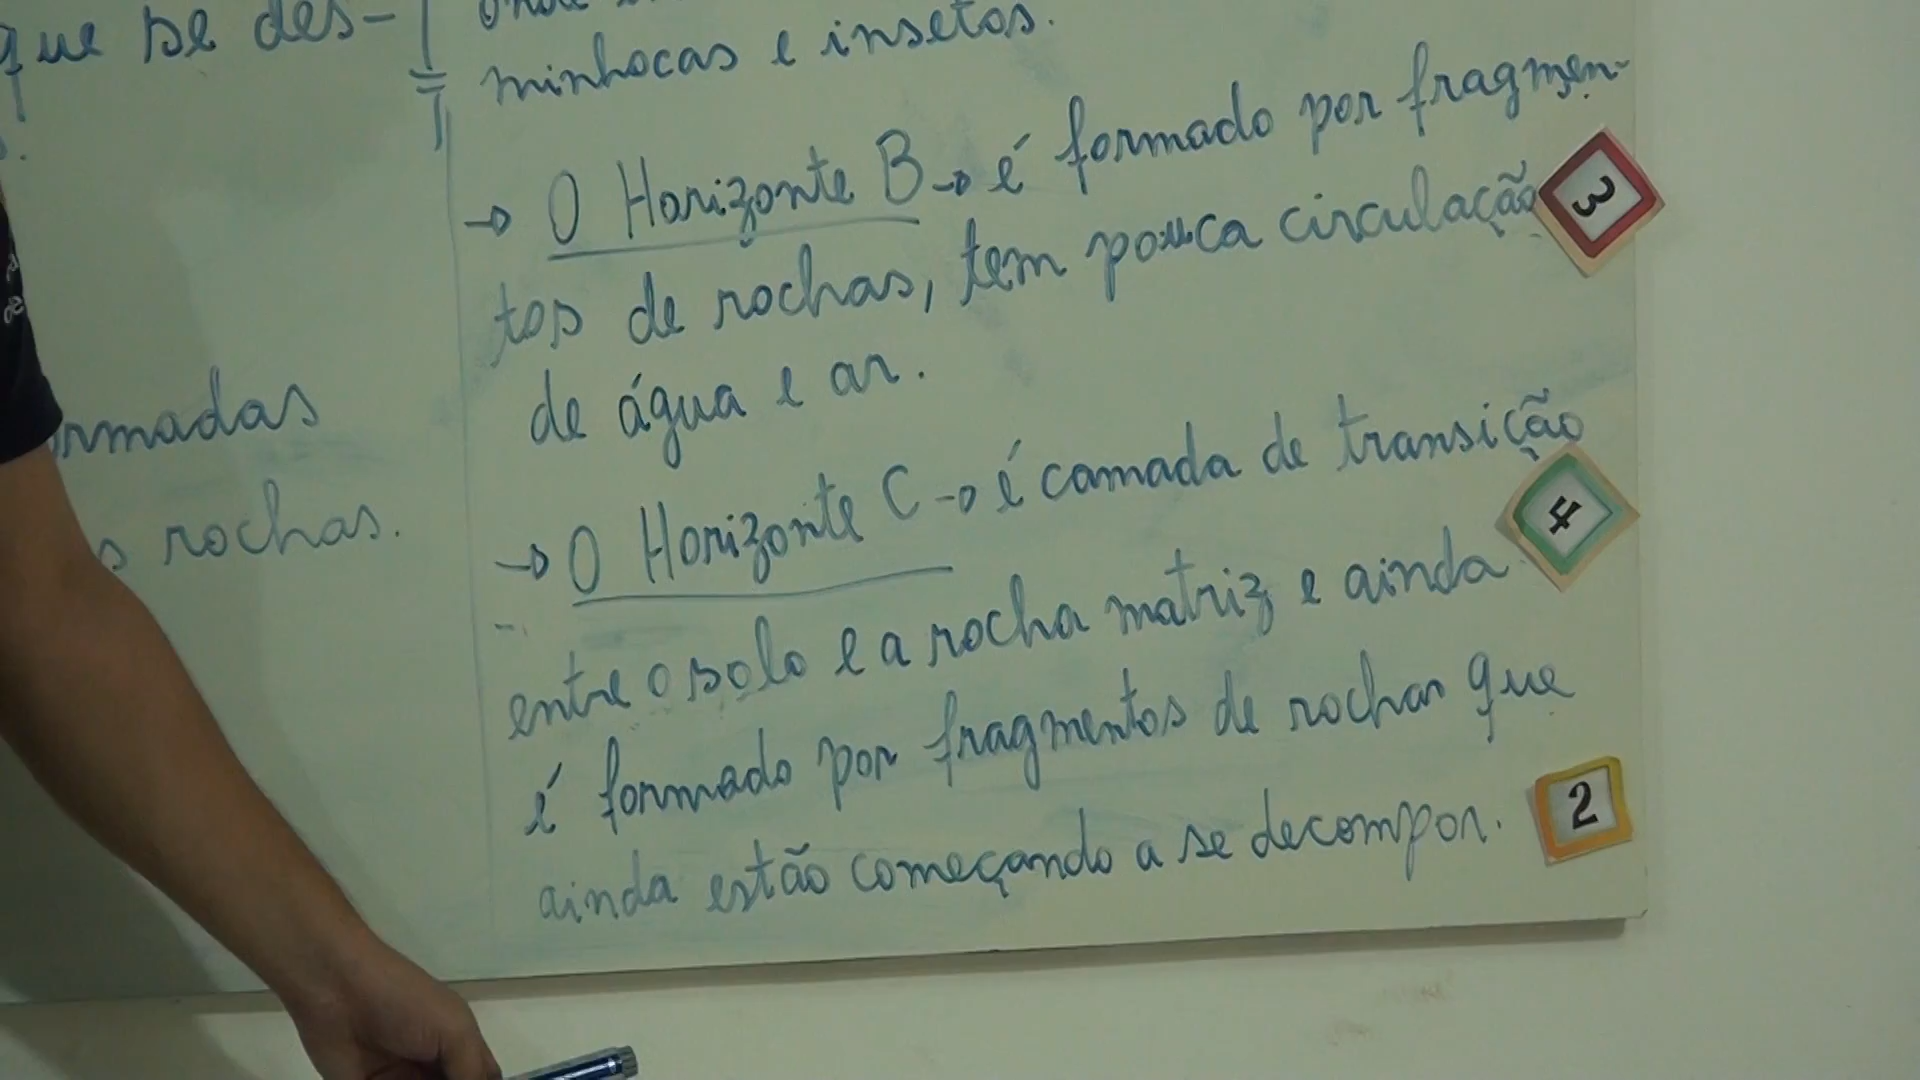 que se des-
minhocas e insetos.
→ O Horizonte B → é formado por fragmen-
tos de rochas, tem pouca circulação
de água e ar.
→ O Horizonte C → é camada de transição
entre o solo e a rocha matriz e ainda
é formado por fragmentos de rochas que
ainda estão começando a se decompor.
rmadas
s rochas.
3
4
2